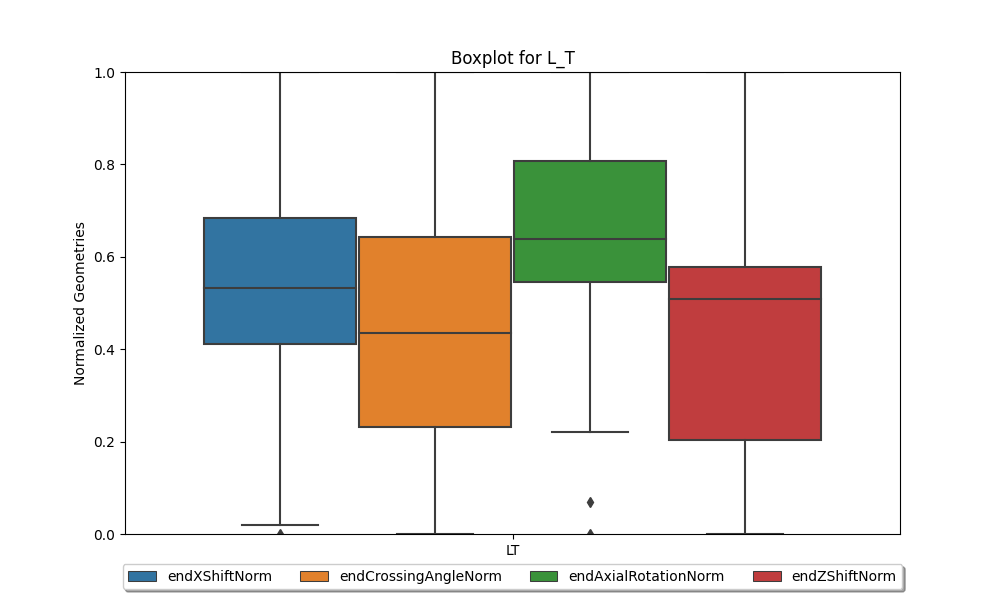 Boxplot for L_T
1.0
0.8
0.6
0.4
0.2
0.0
Normalized Geometries
LT
endXShiftNorm endCrossingAngleNorm endAxialRotationNorm endZShiftNorm